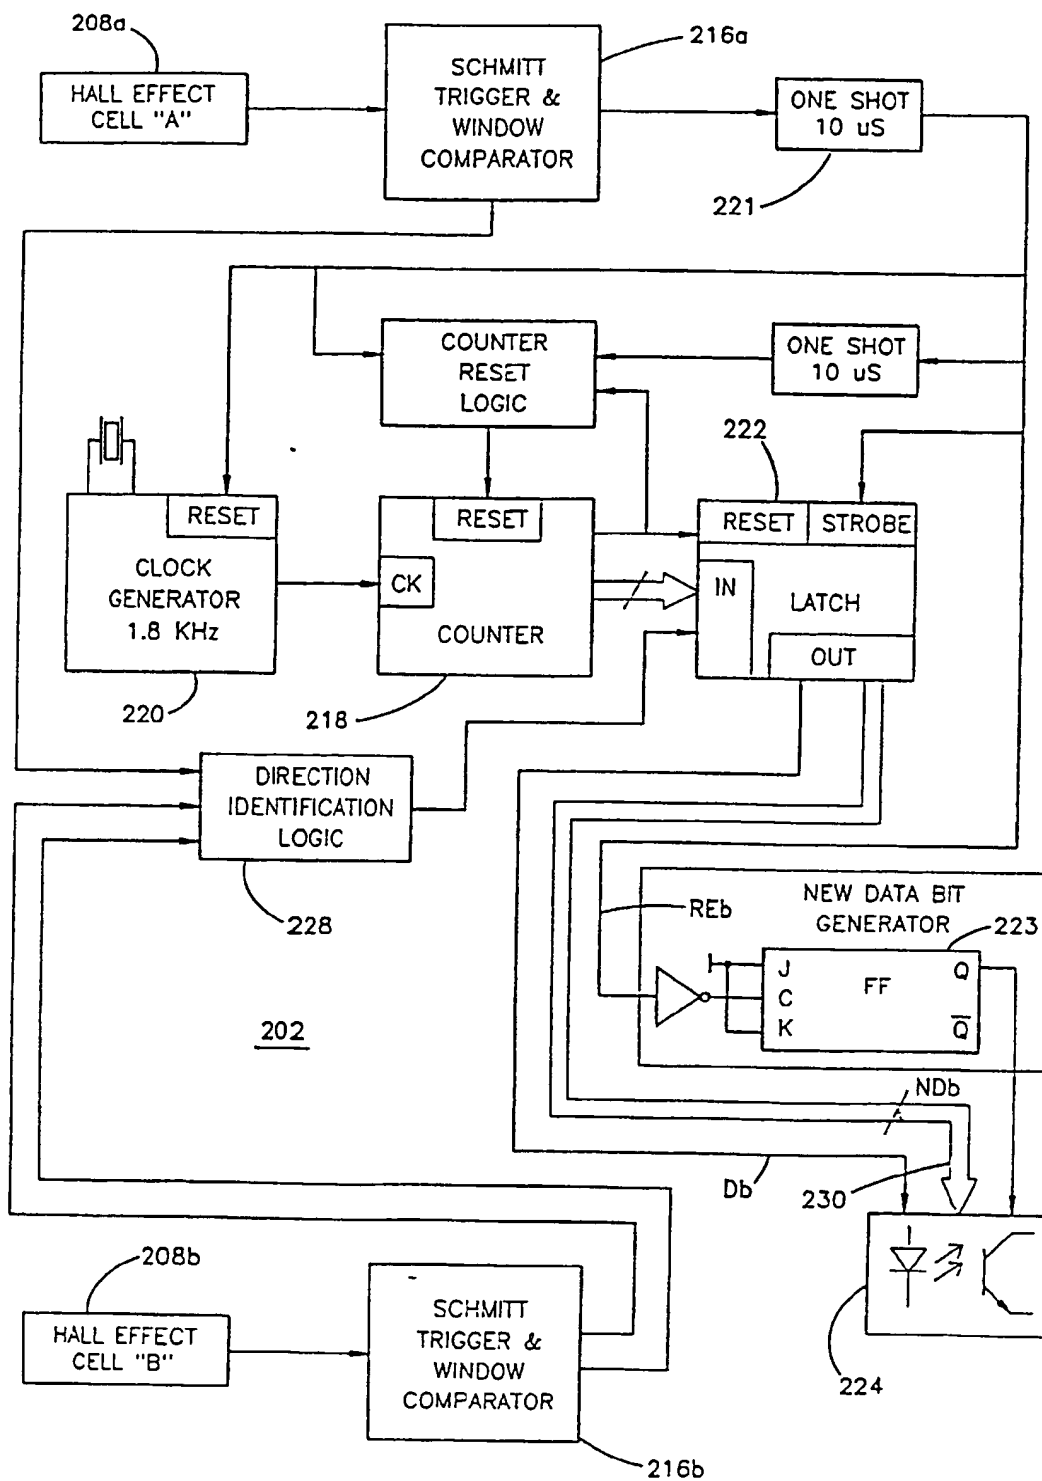 208a
HALL EFFECT
CELL "A"
SCHMITT
TRIGGER &
WINDOW
COMPARATOR
216a
ONE SHOT
10 uS
221
COUNTER
RESET
LOGIC
ONE SHOT
10 uS
222
RESET
CLOCK
GENERATOR
1.8 KHz
220
RESET
CK
COUNTER
218
RESET
STROBE
IN
LATCH
OUT
DIRECTION
IDENTIFICATION
LOGIC
228
REb
NEW DATA BIT
GENERATOR
223
J
C
K
FF
Q
Q̅
202
NDb
Db
230
208b
HALL EFFECT
CELL "B"
SCHMITT
TRIGGER &
WINDOW
COMPARATOR
216b
224